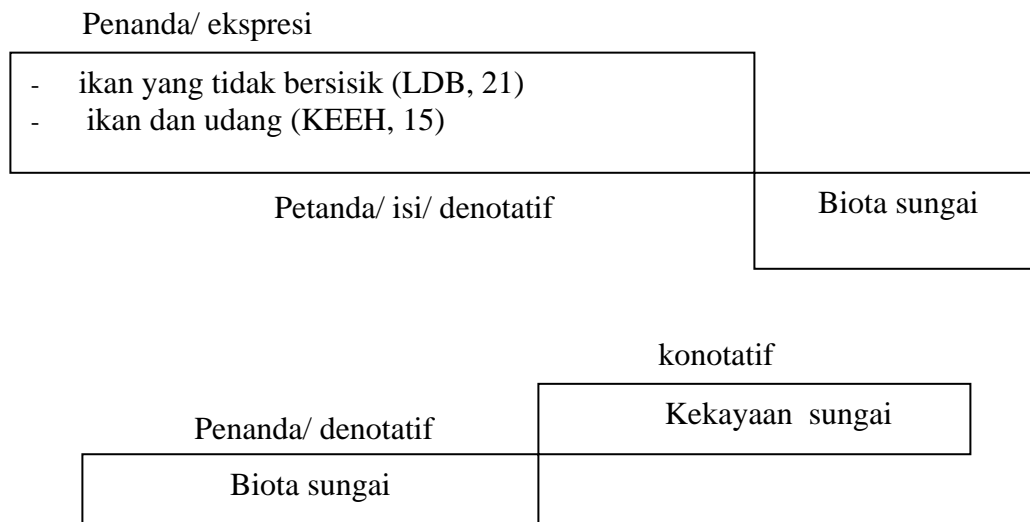 Penanda/ ekspresi
- ikan yang tidak bersisik (LDB, 21)
- ikan dan udang (KEEH, 15)
Petanda/ isi/ denotatif
Biota sungai
konotatif
Kekayaan sungai
Penanda/ denotatif
Biota sungai